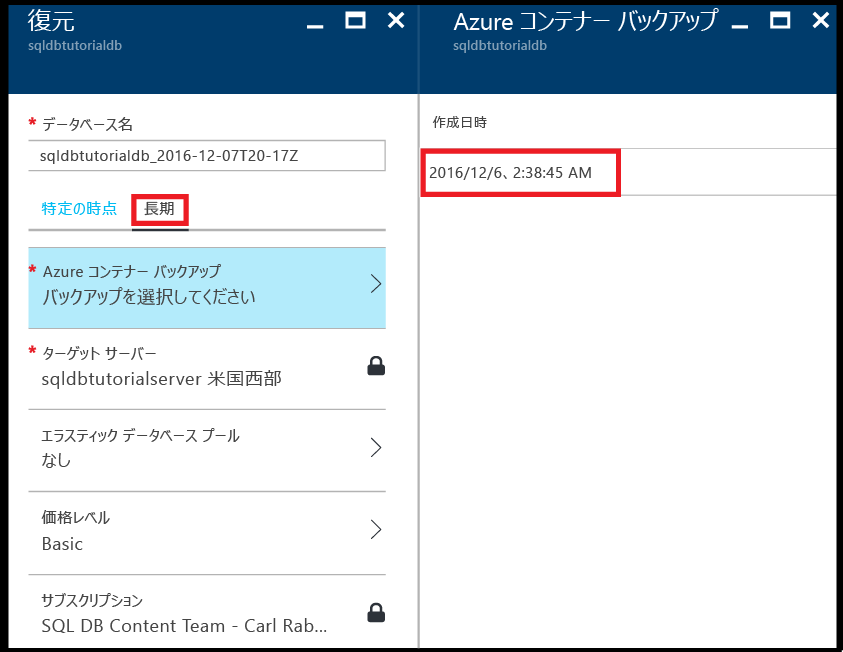 復元
sqldbtutorialdb
* データベース名
sqldbtutorialdb_2016-12-07T20-17Z
特定の時点 長期
* Azure コンテナー バックアップ
バックアップを選択してください
* ターゲット サーバー
sqldbtutorialserver 米国西部
エラスティック データベース プール
なし
価格レベル
Basic
サブスクリプション
SQL DB Content Team - Carl Rab...
Azure コンテナー バックアップ
sqldbtutorialdb
作成日時
2016/12/6、2:38:45 AM